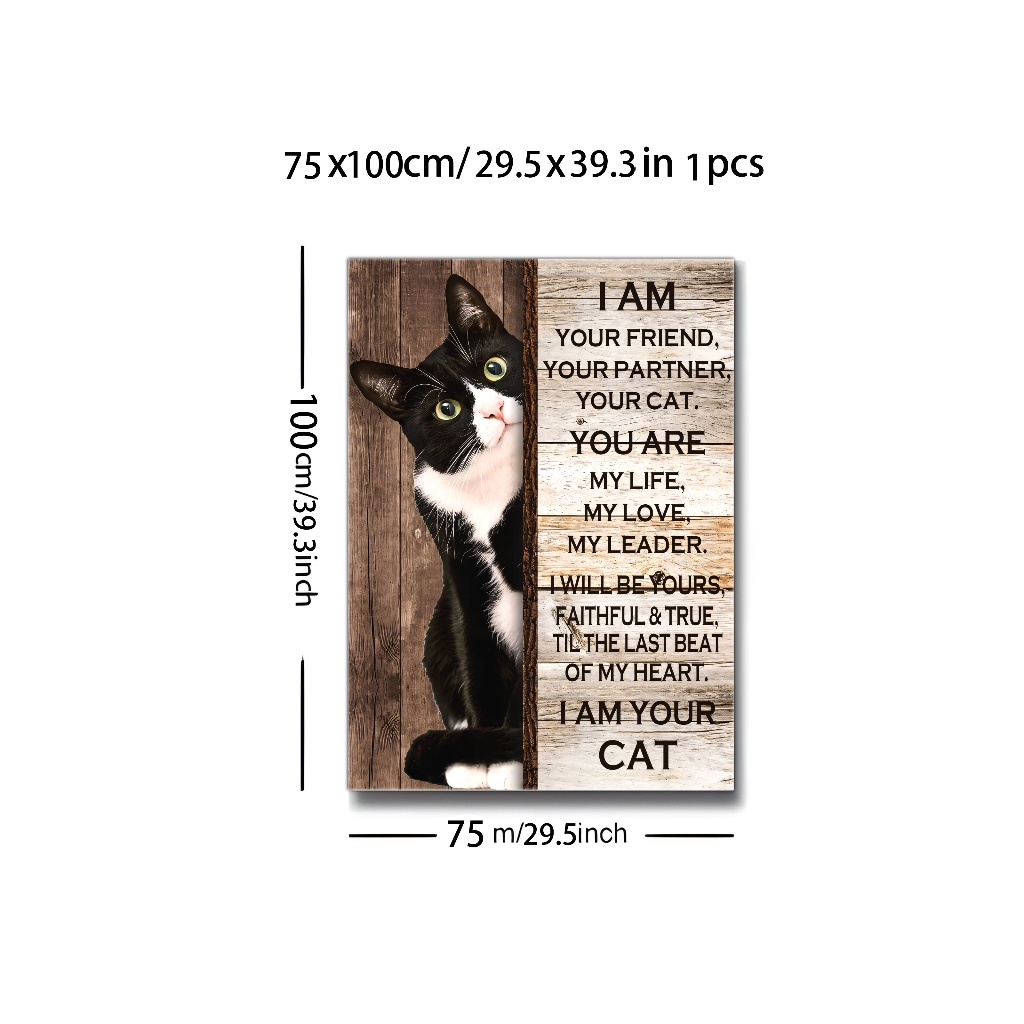 75x100cm/29.5x39.3in 1pcs
100cm/39.3inch
I AM
YOUR FRIEND,
YOUR PARTNER,
YOUR CAT.
YOU ARE
MY LIFE,
MY LOVE,
MY LEADER.
I WILL BE YOURS,
FAITHFUL & TRUE,
TIL THE LAST BEAT
OF MY HEART.
I AM YOUR
CAT
75 m/29.5inch